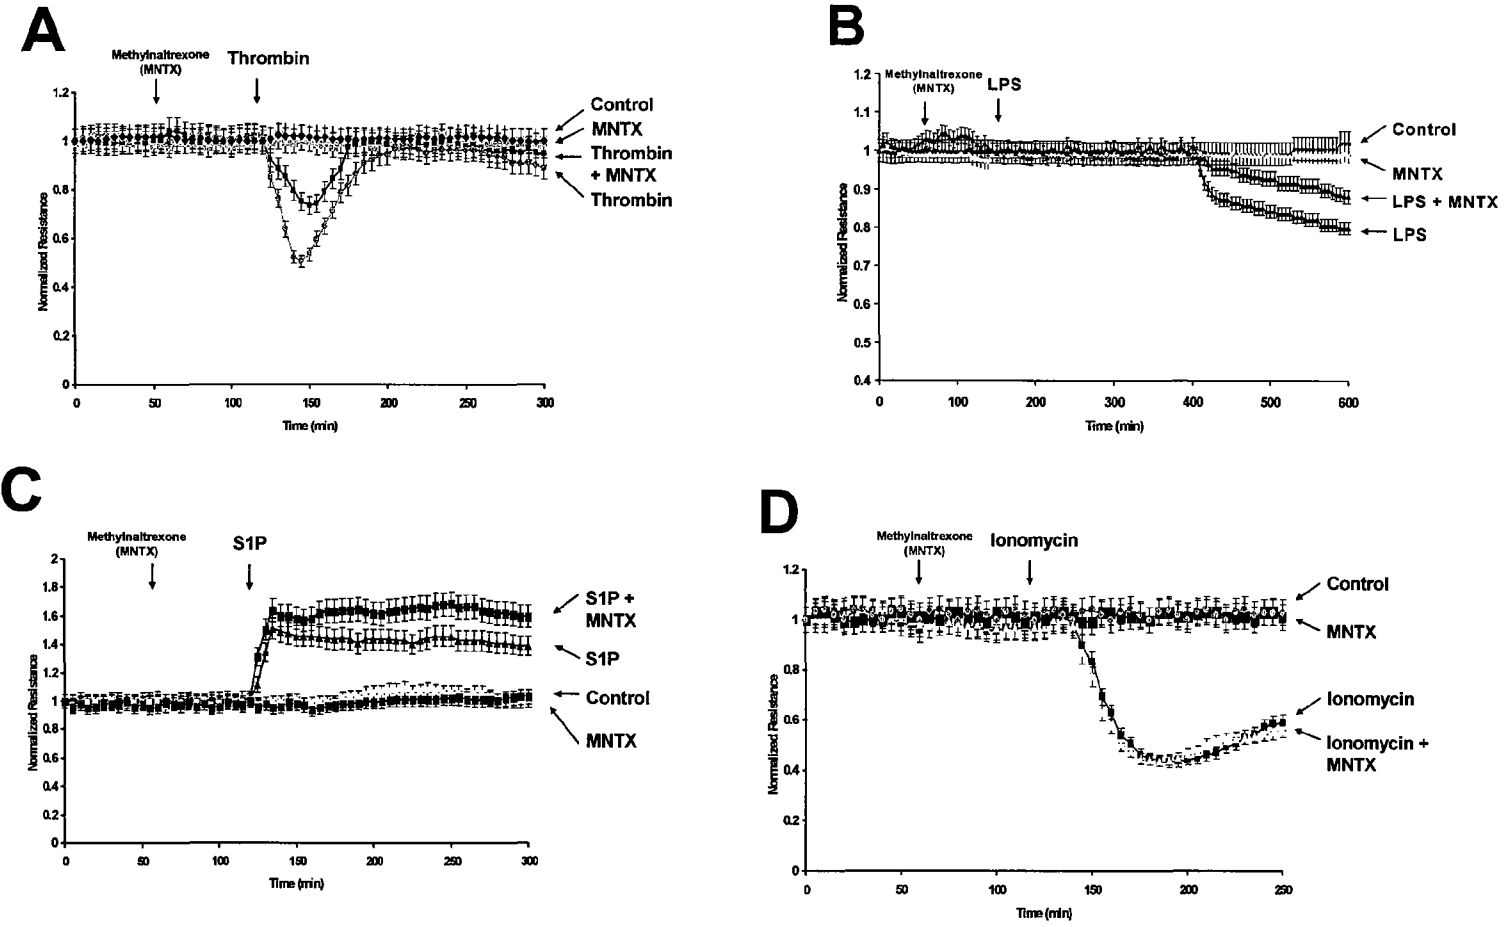 A
Methylnaltrexone
(MNTX)
Thrombin
1.2
1
0.8
0.6
0.4
0.2
0
Normalized Resistance
0
50
100
150
200
250
300
Time (min)
Control
MNTX
Thrombin
+ MNTX
Thrombin
B
Methylnaltrexone
(MNTX)
LPS
1.2
1.1
1
0.9
0.8
0.7
0.6
0.5
0.4
Normalized Resistance
0
100
200
300
400
500
600
Time (min)
Control
MNTX
LPS + MNTX
LPS
C
Methylnaltrexone
(MNTX)
S1P
2
1.8
1.6
1.4
1.2
1
0.8
0.6
0.4
0.2
0
Normalized Resistance
0
50
100
150
200
250
300
Time (min)
S1P +
MNTX
S1P
Control
MNTX
D
Methylnaltrexone
(MNTX)
Ionomycin
1.2
1
0.8
0.6
0.4
0.2
0
Normalized Resistance
0
50
100
150
200
250
Time (min)
Control
MNTX
Ionomycin
Ionomycin +
MNTX